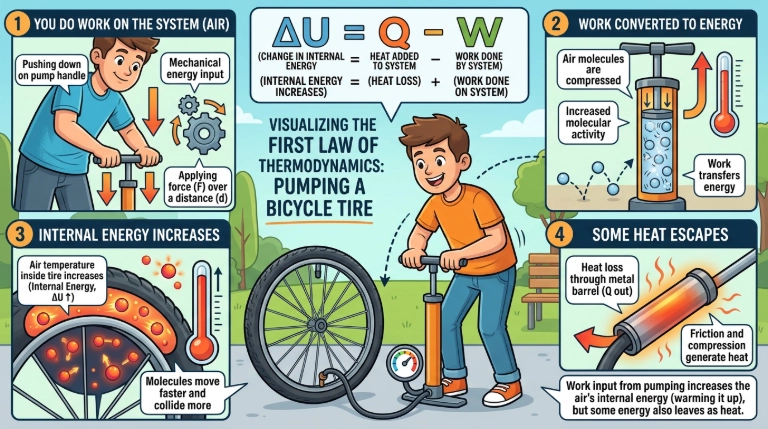 1 YOU DO WORK ON THE SYSTEM (AIR)
Pushing down
on pump handle
Mechanical
energy input
Applying
force (F) over
a distance (d)
ΔU = Q − W
(CHANGE IN INTERNAL = HEAT ADDED − WORK DONE
ENERGY TO SYSTEM BY SYSTEM)
(INTERNAL ENERGY = (HEAT LOSS) + (WORK DONE
INCREASES) ON SYSTEM)
VISUALIZING THE
FIRST LAW OF
THERMODYNAMICS:
PUMPING A
BICYCLE TIRE
2 WORK CONVERTED TO ENERGY
Air molecules
are compressed
Increased
molecular
activity
Work
transfers
energy
3 INTERNAL ENERGY INCREASES
Air temperature
inside tire increases
(Internal Energy,
ΔU ↑)
Molecules move
faster and
collide more
4 SOME HEAT ESCAPES
Heat loss
through metal
barrel (Q out)
Friction and
compression
generate heat
Work input from pumping increases the
air's internal energy (warming it up),
but some energy also leaves as heat.